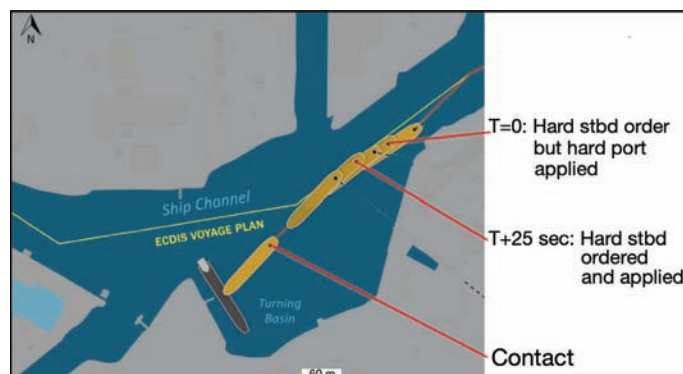 N
T=0: Hard stbd order
but hard port
applied
Ship Channel
ECDIS VOYAGE PLAN
T+25 sec: Hard stbd
ordered
and applied
Turning
Basin
Contact
60 m